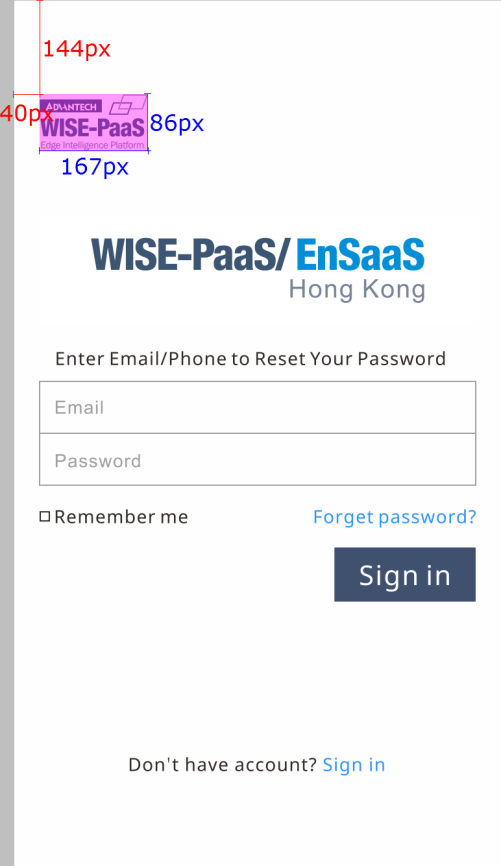 144px
40px
ADVANTECH
WISE-PaaS
Edge Intelligence Platform
86px
167px
WISE-PaaS/EnSaaS
Hong Kong
Enter Email/Phone to Reset Your Password
Email
Password
Remember me
Forget password?
Sign in
Don't have account? Sign in